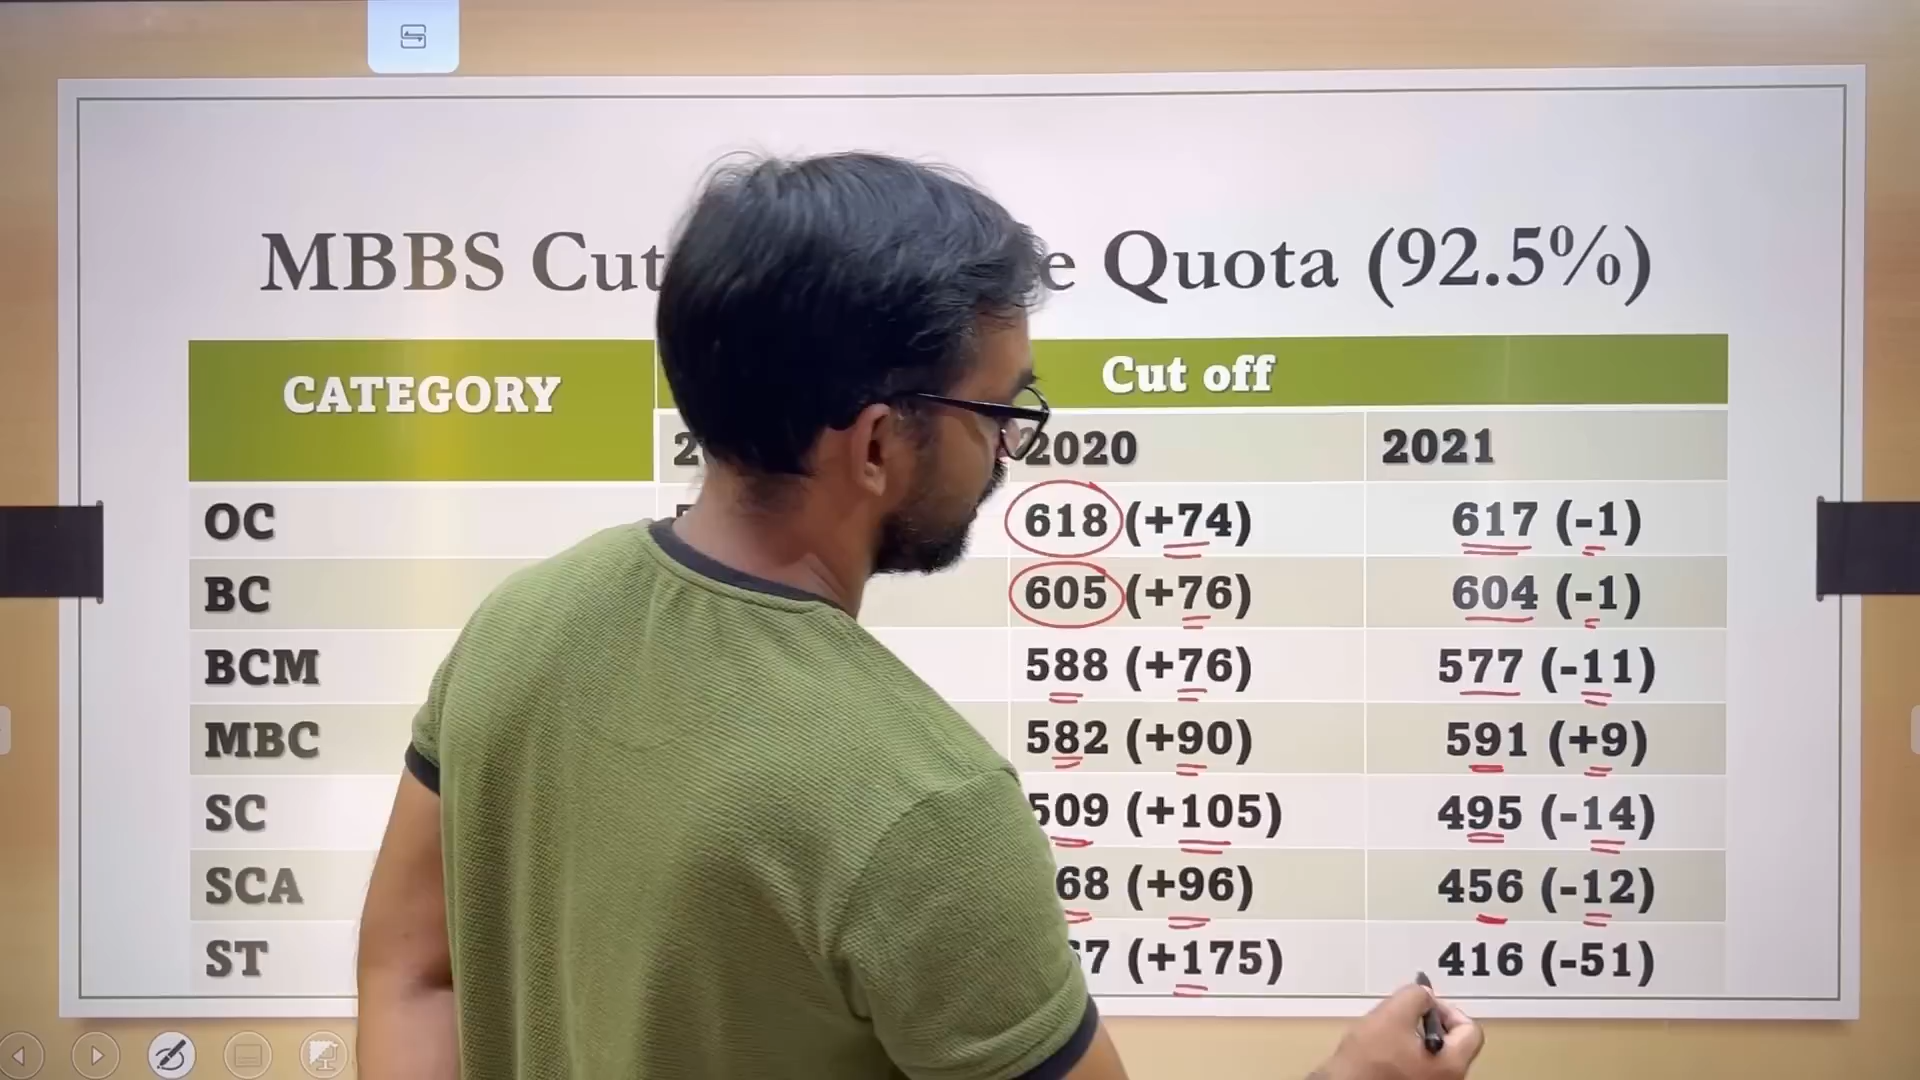 MBBS Cut e Quota (92.5%)
CATEGORY Cut off
2020 2021
OC 618 (+74) 617 (-1)
BC 605 (+76) 604 (-1)
BCM 588 (+76) 577 (-11)
MBC 582 (+90) 591 (+9)
SC 509 (+105) 495 (-14)
SCA 68 (+96) 456 (-12)
ST 7 (+175) 416 (-51)